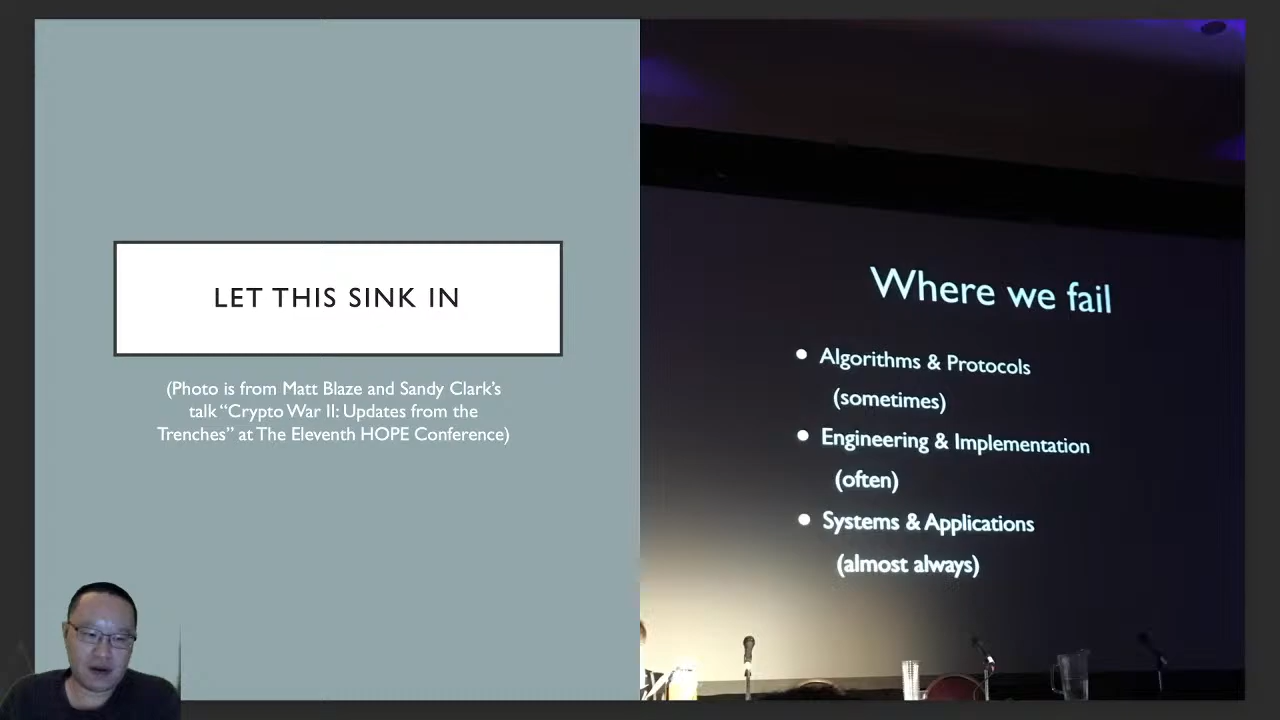 LET THIS SINK IN
(Photo is from Matt Blaze and Sandy Clark's
talk “Crypto War II: Updates from the
Trenches” at The Eleventh HOPE Conference)
Where we fail
• Algorithms & Protocols
(sometimes)
• Engineering & Implementation
(often)
• Systems & Applications
(almost always)